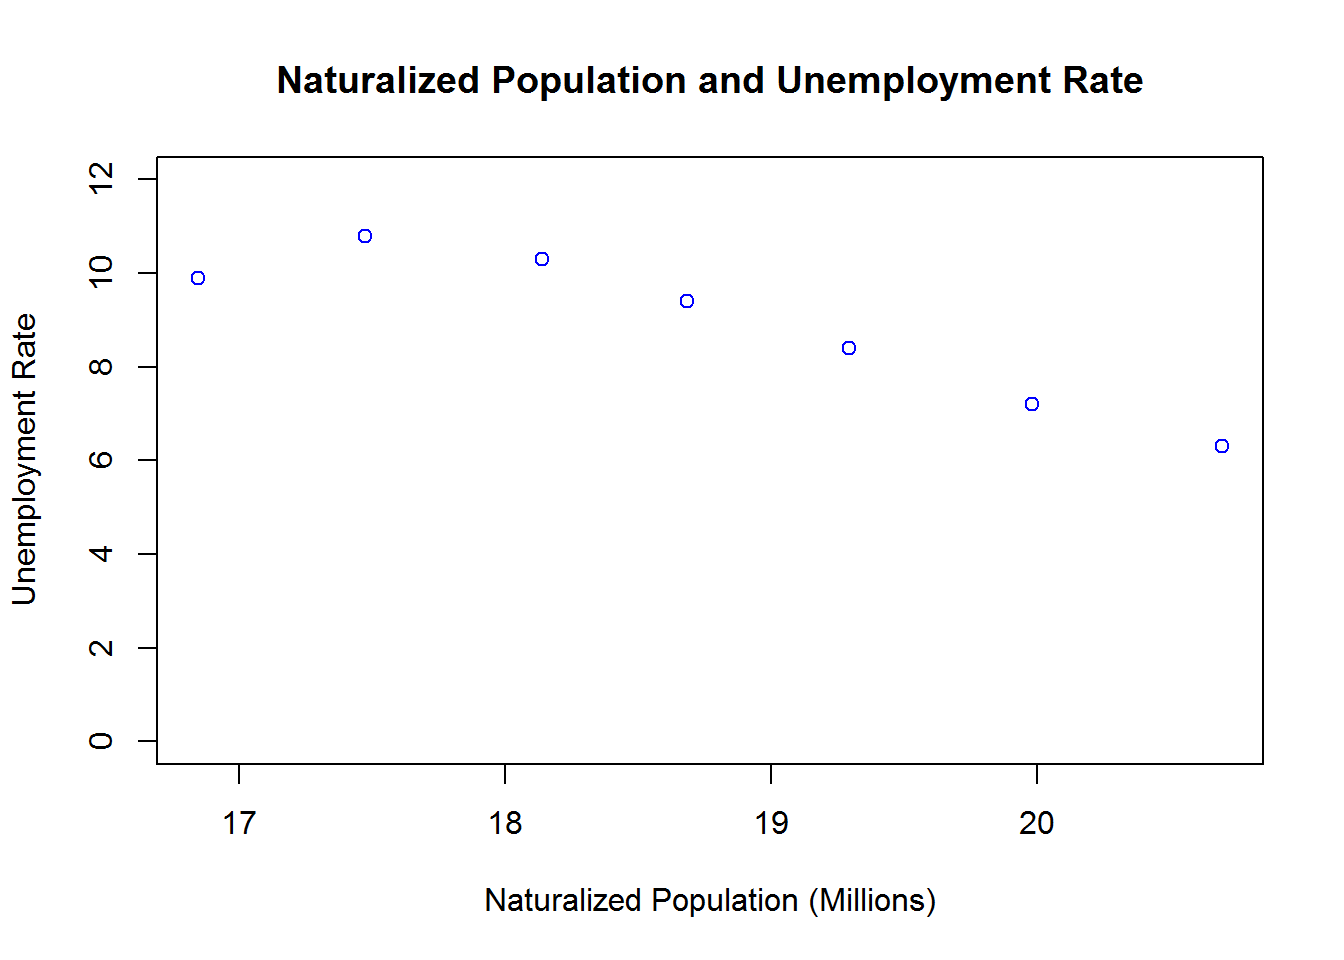 Naturalized Population and Unemployment Rate
Unemployment Rate
12
10
8
6
4
2
0
17 18 19 20
Naturalized Population (Millions)